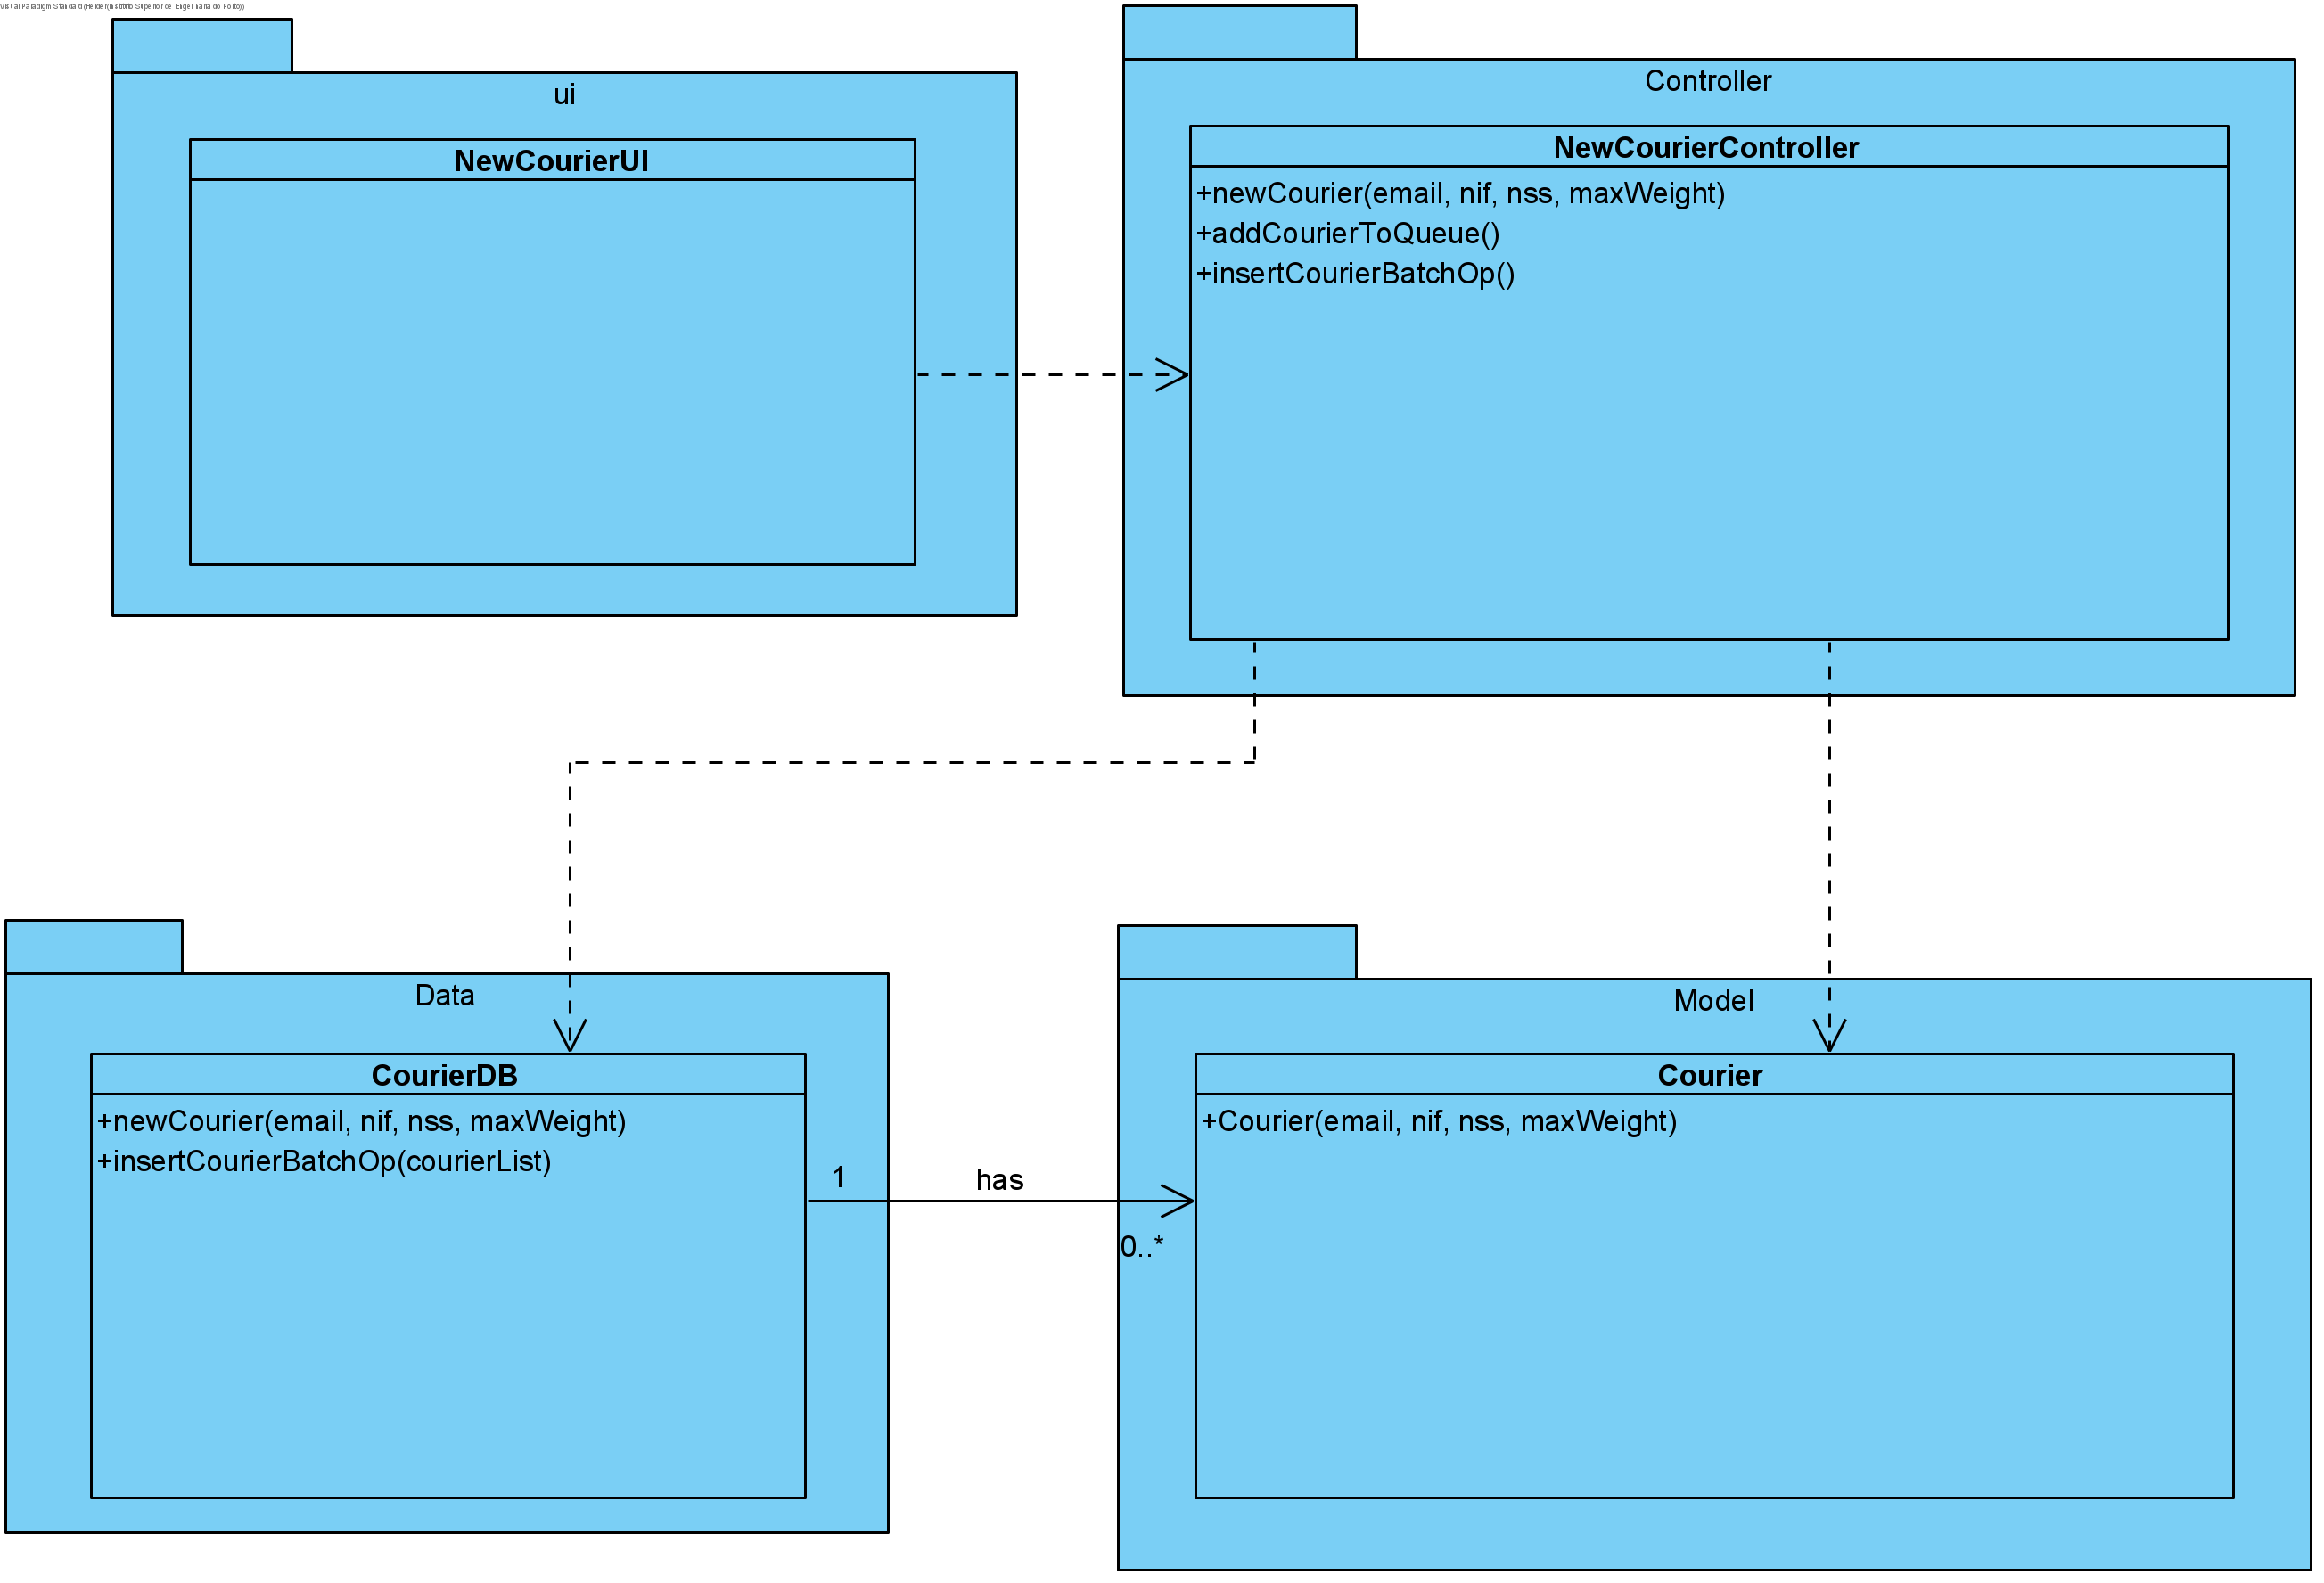 Visual Paradigm Standard(Helder(Instituto Superior de Engenharia do Porto))
ui
NewCourierUI
Controller
NewCourierController
+newCourier(email, nif, nss, maxWeight)
+addCourierToQueue()
+insertCourierBatchOp()
Data
CourierDB
+newCourier(email, nif, nss, maxWeight)
+insertCourierBatchOp(courierList)
1
has
0..*
Model
Courier
+Courier(email, nif, nss, maxWeight)